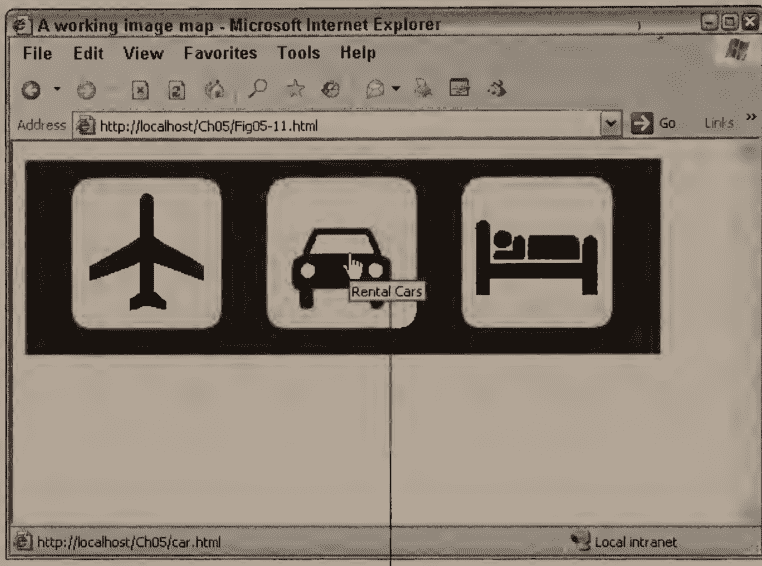 A working image map - Microsoft Internet Explorer
File Edit View Favorites Tools Help
Address http://localhost/Ch05/Fig05-11.html Go Links »
Rental Cars
http://localhost/Ch05/car.html Local intranet